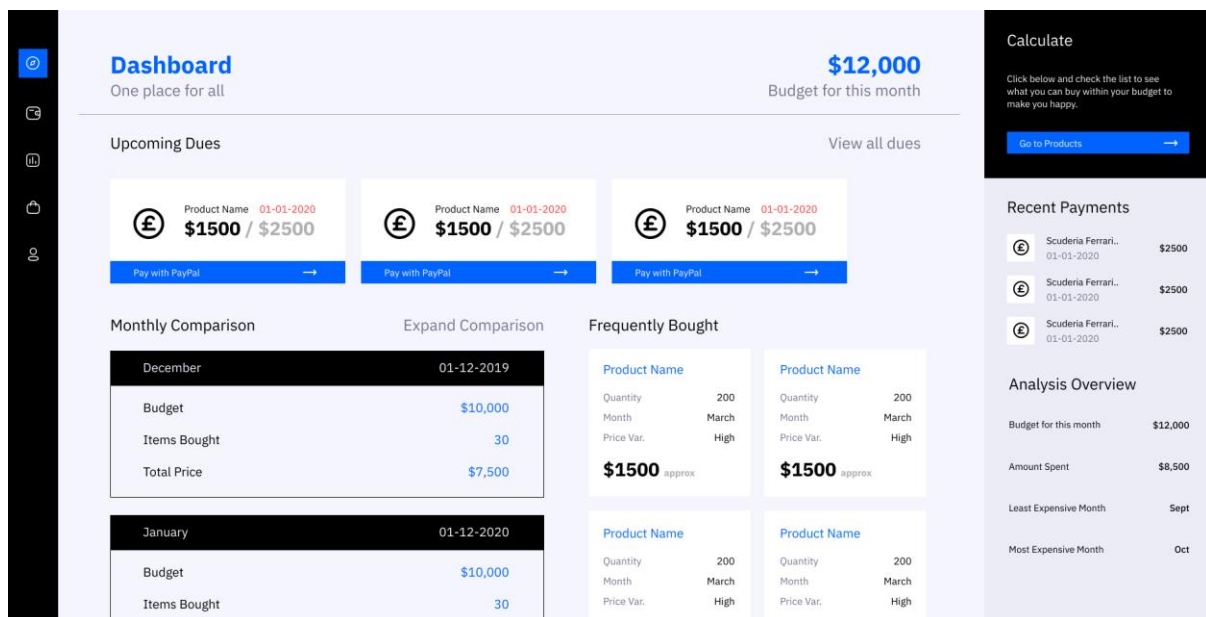 Dashboard
One place for all
$12,000
Budget for this month
Upcoming Dues
View all dues
£
Product Name 01-01-2020
$1500 / $2500
Pay with PayPal →
£
Product Name 01-01-2020
$1500 / $2500
Pay with PayPal →
£
Product Name 01-01-2020
$1500 / $2500
Pay with PayPal →
Monthly Comparison
Expand Comparison
December 01-12-2019
Budget $10,000
Items Bought 30
Total Price $7,500
January 01-12-2020
Budget $10,000
Items Bought 30
Frequently Bought
Product Name
Quantity 200
Month March
Price Var. High
$1500 approx
Product Name
Quantity 200
Month March
Price Var. High
$1500 approx
Product Name
Quantity 200
Month March
Price Var. High
Product Name
Quantity 200
Month March
Price Var. High
Calculate
Click below and check the list to see
what you can buy within your budget to
make you happy.
Go to Products →
Recent Payments
£
Scuderia Ferrari..
01-01-2020
$2500
£
Scuderia Ferrari..
01-01-2020
$2500
£
Scuderia Ferrari..
01-01-2020
$2500
Analysis Overview
Budget for this month $12,000
Amount Spent $8,500
Least Expensive Month Sept
Most Expensive Month Oct